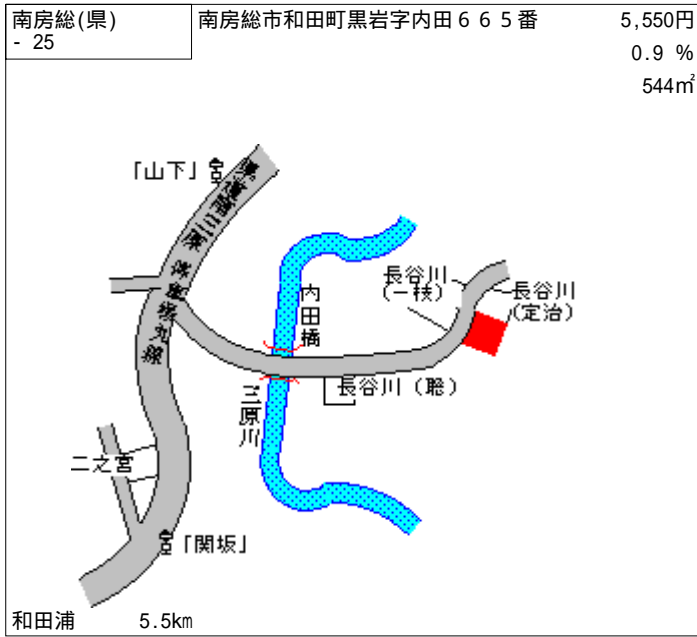 南房総(県)
- 25
南房総市和田町黒岩字内田665番
5,550円
0.9 %
544㎡
「山下」
内田橋
長谷川
(一枝)
長谷川
(定治)
長谷川(聡)
三原川
二之宮
「関坂」
和田浦 5.5km